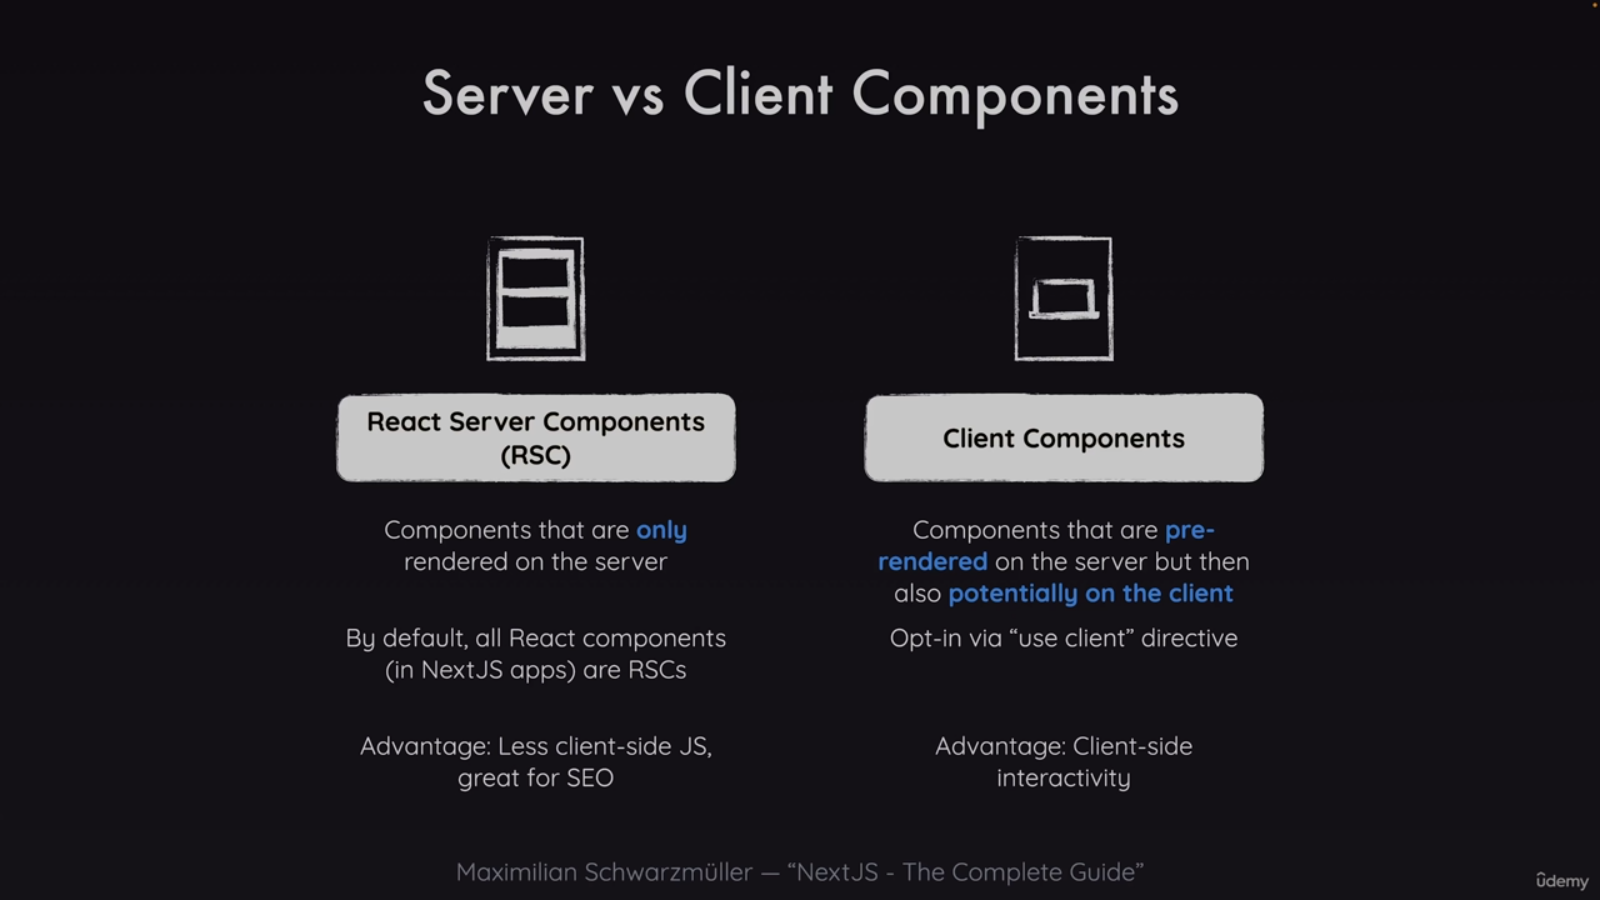 Server vs Client Components
React Server Components
(RSC)
Components that are only
rendered on the server
By default, all React components
(in NextJS apps) are RSCs
Advantage: Less client-side JS,
great for SEO
Client Components
Components that are pre-
rendered on the server but then
also potentially on the client
Opt-in via “use client” directive
Advantage: Client-side
interactivity
Maximilian Schwarzmüller — “NextJS - The Complete Guide”
ûdemy